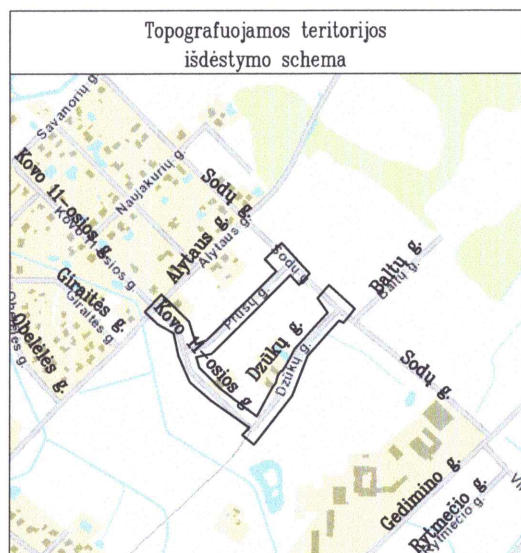 Topografuojamos teritorijos
išdėstymo schema
Savanorių g.
Kovo 11-osios g.
Kovo 11-osios g.
Naujakurių g.
Sodų g.
Alytaus g.
Alytaus g.
Sodų g.
Baltų g.
Baltų g.
Giraitės g.
Giraitės g.
Obelėlės g.
Prūsų g.
Kovo 11-osios g.
Dzūkų g.
Dzūkų g.
Sodų g.
Gedimino g.
Rytmečio g.
Rytmečio g.